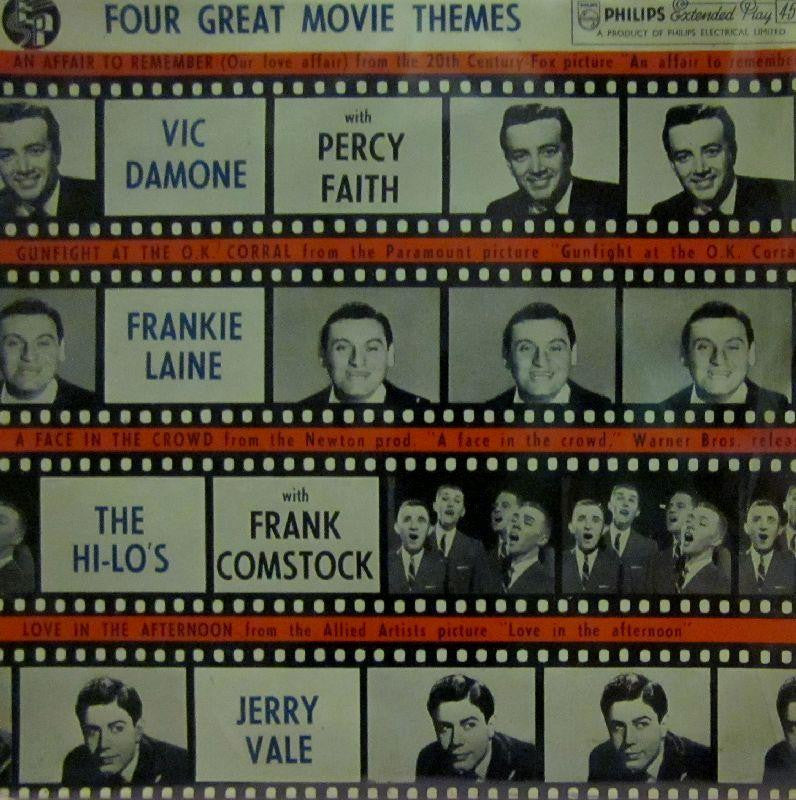 FOUR GREAT MOVIE THEMES
PHILIPS Extended Play 45
A PRODUCT OF PHILIPS ELECTRICAL LIMITED
AN AFFAIR TO REMEMBER (Our love affair) from the 20th Century-Fox picture "An affair to remembe
VIC
DAMONE
with
PERCY
FAITH
GUNFIGHT AT THE O.K. CORRAL from the Paramount picture "Gunfight at the O.K. Corra
FRANKIE
LAINE
A FACE IN THE CROWD from the Newton prod. "A face in the crowd," Warner Bros. relea
THE
HI-LO'S
with
FRANK
COMSTOCK
LOVE IN THE AFTERNOON from the Allied Artists picture "Love in the afternoon"
JERRY
VALE